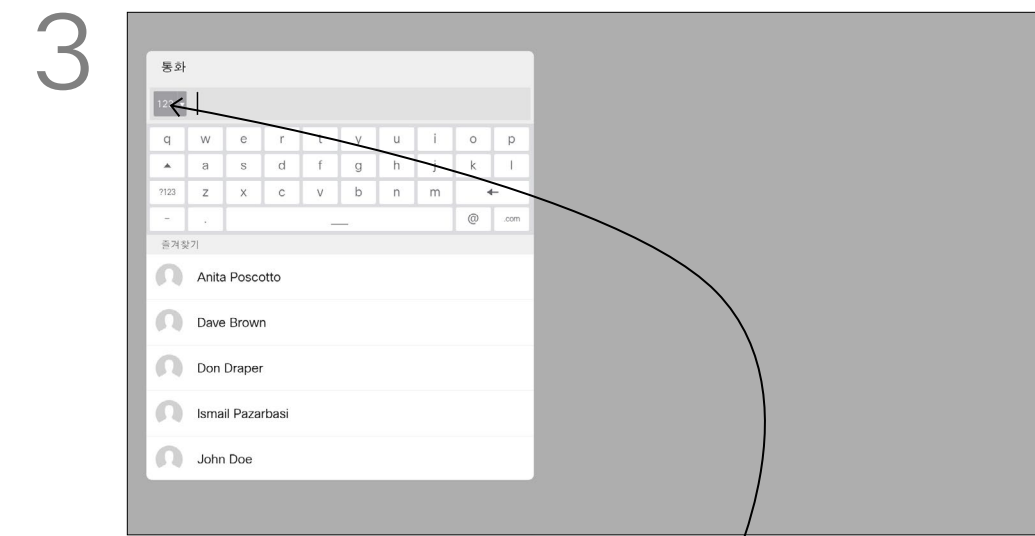 3
통화
q w e r t y u i o p
a s d f g h j k l
?123 z x c v b n m
- . @ .com
즐겨찾기
Anita Poscotto
Dave Brown
Don Draper
Ismail Pazarbasi
John Doe